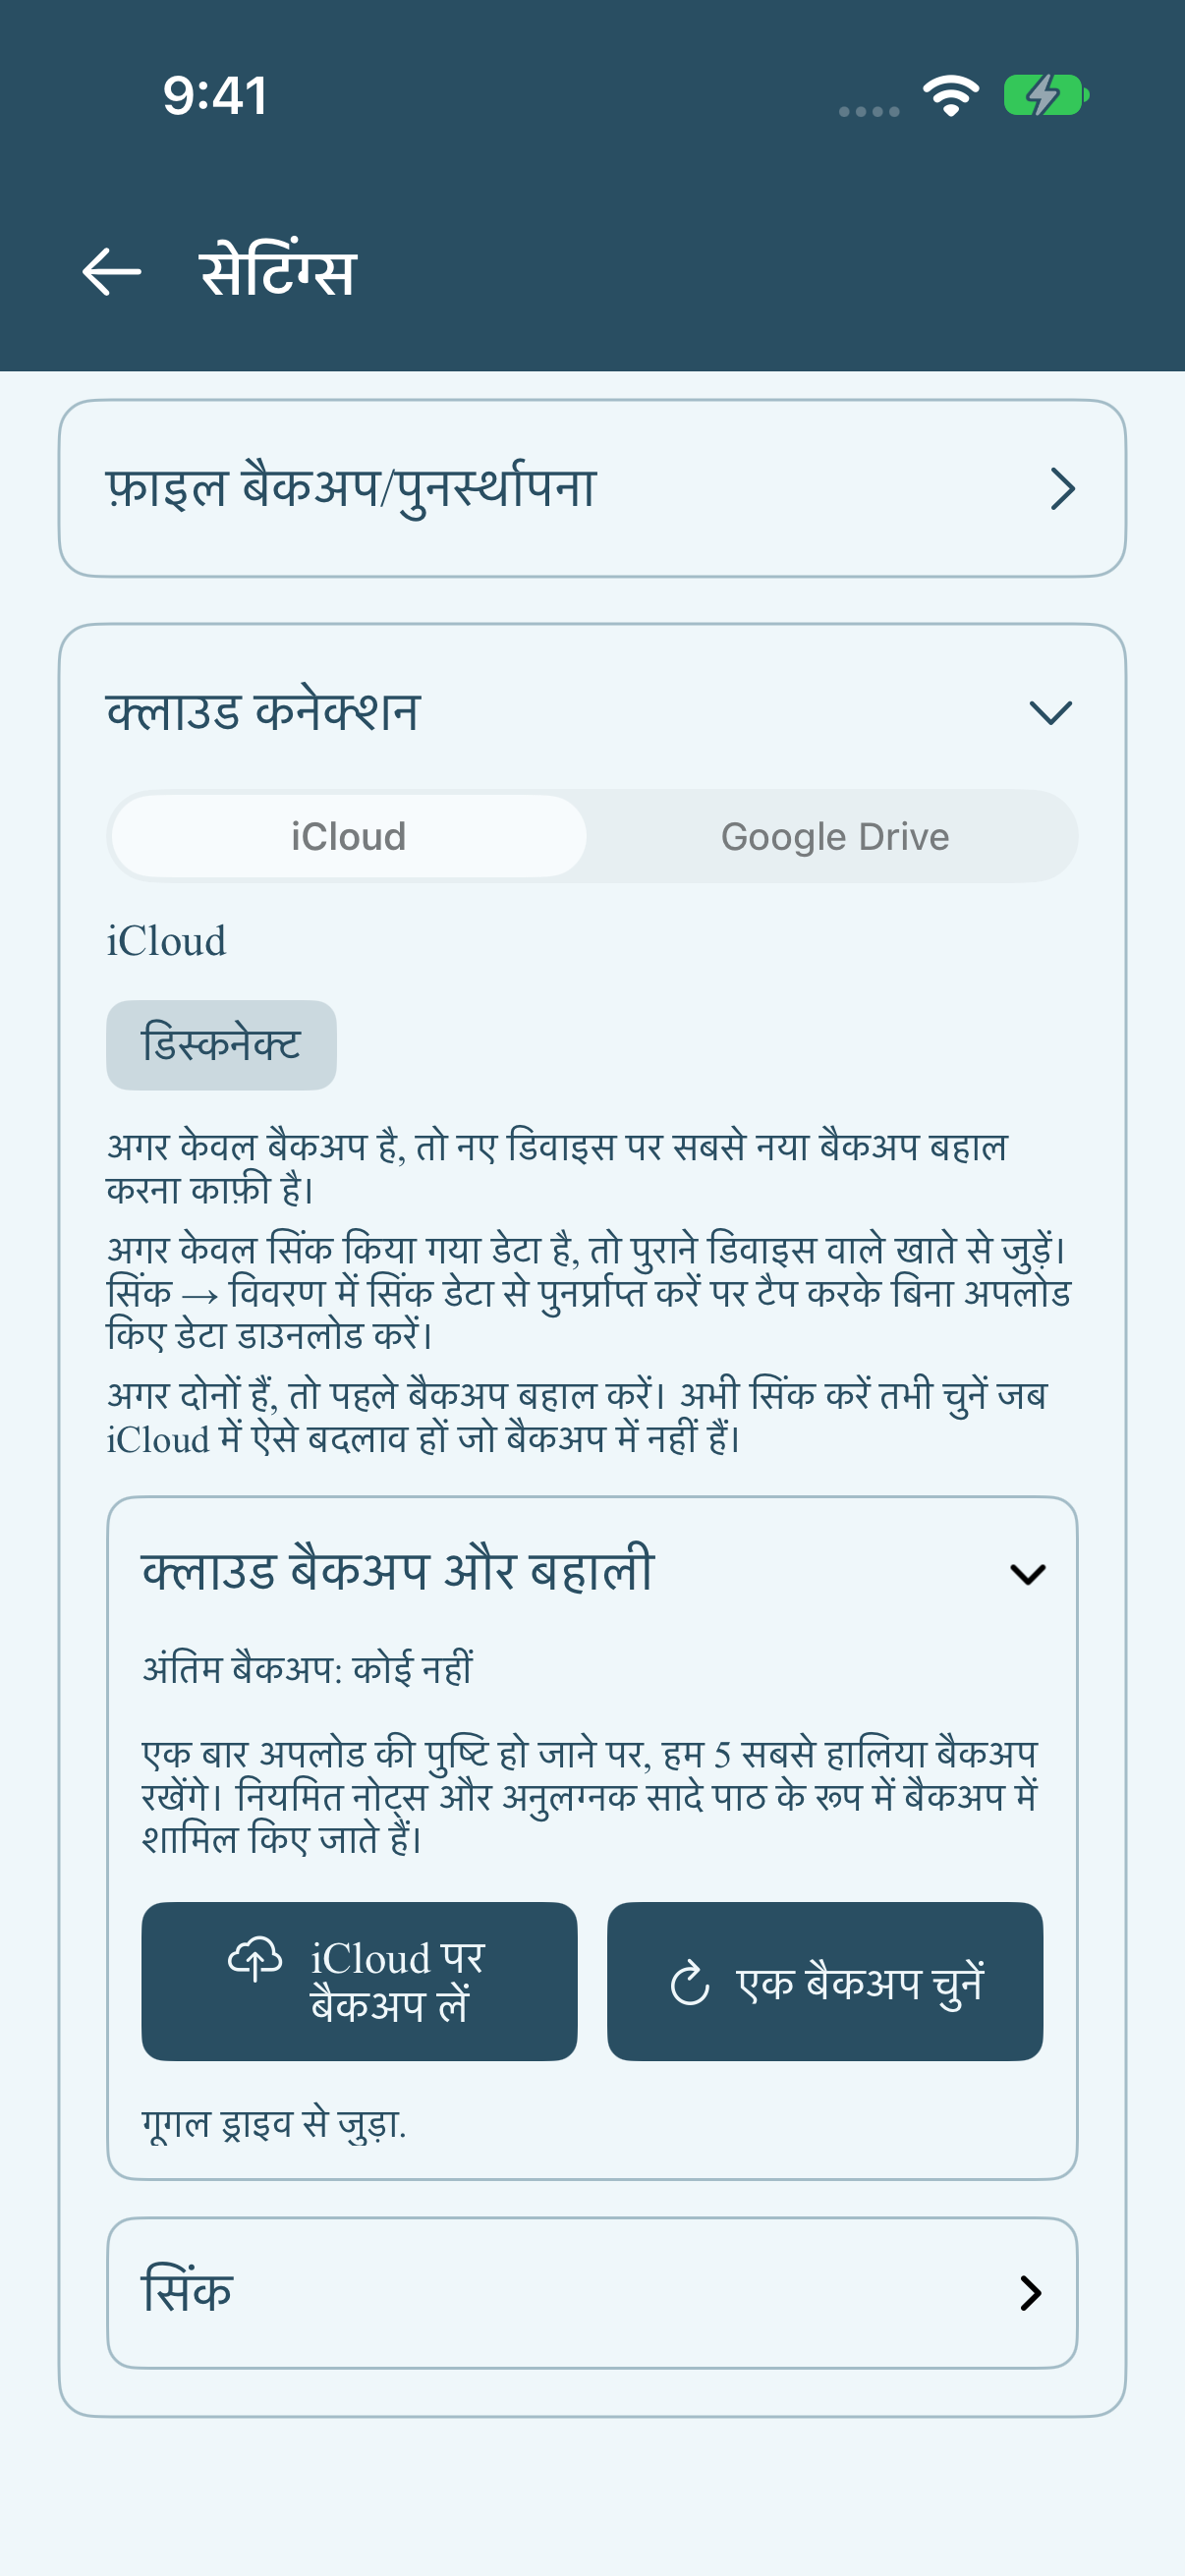 9:41
सेटिंग्स
फ़ाइल बैकअप/पुनर्स्थापना
क्लाउड कनेक्शन
iCloud
Google Drive
iCloud
डिस्कनेक्ट
अगर केवल बैकअप है, तो नए डिवाइस पर सबसे नया बैकअप बहाल
करना काफ़ी है।
अगर केवल सिंक किया गया डेटा है, तो पुराने डिवाइस वाले खाते से जुड़ें।
सिंक → विवरण में सिंक डेटा से पुनर्प्राप्त करें पर टैप करके बिना अपलोड
किए डेटा डाउनलोड करें।
अगर दोनों हैं, तो पहले बैकअप बहाल करें। अभी सिंक करें तभी चुनें जब
iCloud में ऐसे बदलाव हों जो बैकअप में नहीं हैं।
क्लाउड बैकअप और बहाली
अंतिम बैकअप: कोई नहीं
एक बार अपलोड की पुष्टि हो जाने पर, हम 5 सबसे हालिया बैकअप
रखेंगे। नियमित नोट्स और अनुलग्नक सादे पाठ के रूप में बैकअप में
शामिल किए जाते हैं।
iCloud पर
बैकअप लें
एक बैकअप चुनें
गूगल ड्राइव से जुड़ा.
सिंक